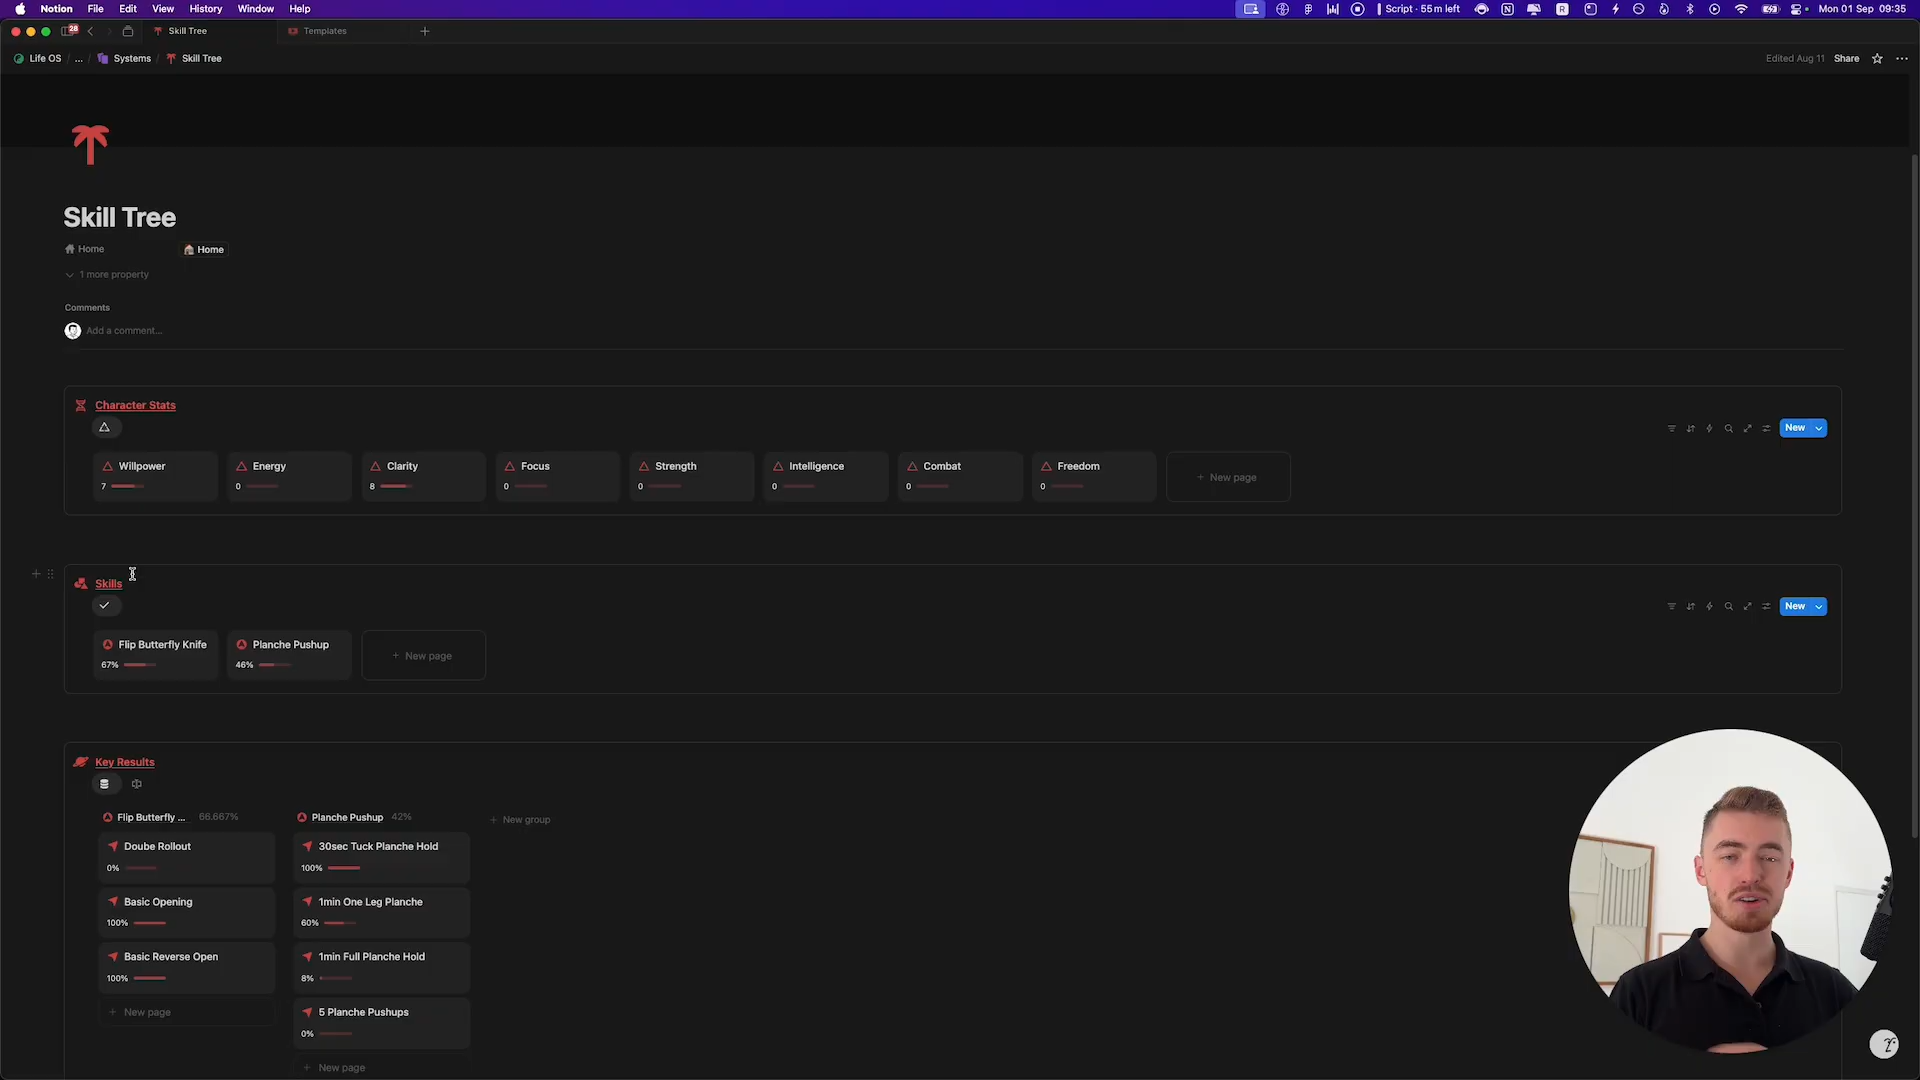 Notion File Edit View History Window Help Script · 55 m left Mon 01 Sep 09:35
28 Skill Tree Templates
Life OS / ... / Systems / Skill Tree Edited Aug 11 Share
Skill Tree
Home Home
1 more property
Comments
Add a comment...
Character Stats
New
Willpower Energy Clarity Focus Strength Intelligence Combat Freedom
7 0 8 0 0 0 0 0
+ New page
Skills
New
Flip Butterfly Knife Planche Pushup
67% 46%
+ New page
Key Results
Flip Butterfly ... 66.667% Planche Pushup 42% + New group
Doube Rollout 30sec Tuck Planche Hold
0% 100%
Basic Opening 1min One Leg Planche
100% 60%
Basic Reverse Open 1min Full Planche Hold
100% 8%
+ New page 5 Planche Pushups
0%
+ New page